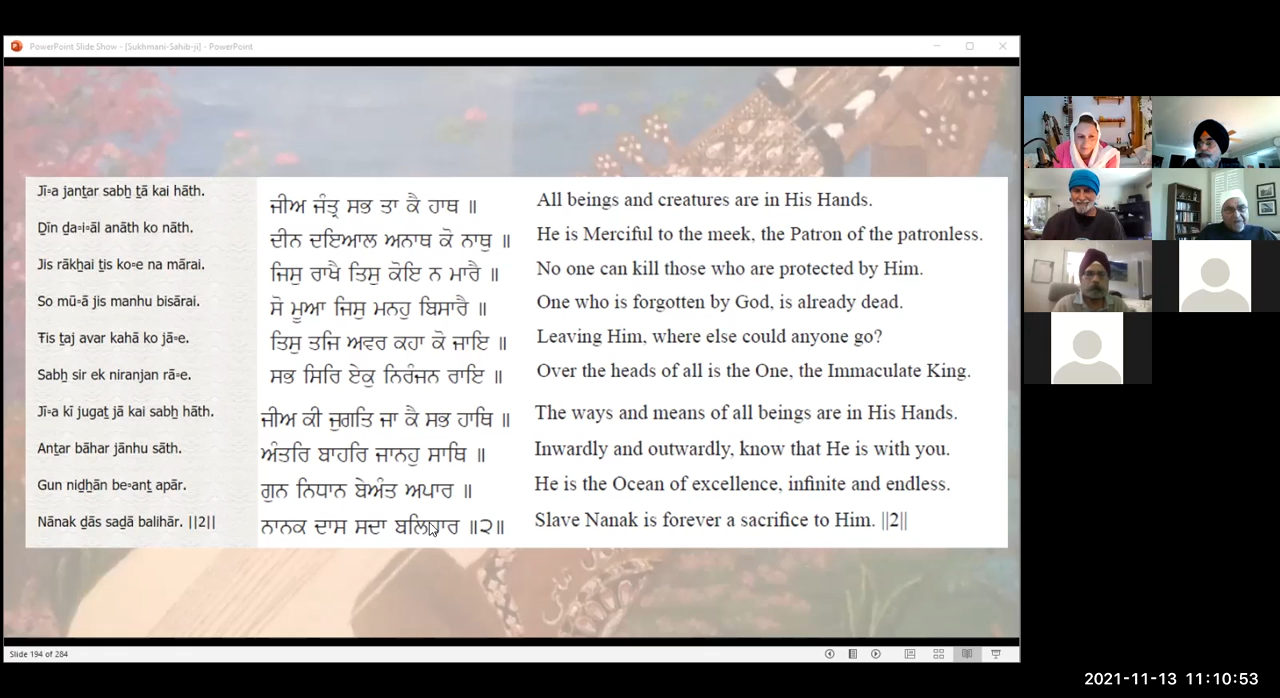 PowerPoint Slide Show - [Sukhmani-Sahib-ji] - PowerPoint
Jī▫a janṯar sabẖ ṯā kai hāth.
Ḏīn ḏa▫i▫āl anāth ko nāth.
Jis rākẖai ṯis ko▫e na mārai.
So mū▫ā jis manhu bisārai.
Ŧis ṯaj avar kahā ko jā▫e.
Sabẖ sir ek niranjan rā▫e.
Jī▫a kī jugaṯ jā kai sabẖ hāth.
Anṯar bāhar jānhu sāth.
Gun niḏẖān be▫anṯ apār.
Nānak ḏās saḏā balihār. ||2||
ਜੀਅ ਜੰਤ੍ਰ ਸਭ ਤਾ ਕੈ ਹਾਥ ॥
ਦੀਨ ਦਇਆਲ ਅਨਾਥ ਕੋ ਨਾਥੁ ॥
ਜਿਸੁ ਰਾਖੈ ਤਿਸੁ ਕੋਇ ਨ ਮਾਰੈ ॥
ਸੋ ਮੂਆ ਜਿਸੁ ਮਨਹੁ ਬਿਸਾਰੈ ॥
ਤਿਸੁ ਤਜਿ ਅਵਰ ਕਹਾ ਕੋ ਜਾਇ ॥
ਸਭ ਸਿਰਿ ਏਕੁ ਨਿਰੰਜਨ ਰਾਇ ॥
ਜੀਅ ਕੀ ਜੁਗਤਿ ਜਾ ਕੈ ਸਭ ਹਾਥਿ ॥
ਅੰਤਰਿ ਬਾਹਰਿ ਜਾਨਹੁ ਸਾਥਿ ॥
ਗੁਨ ਨਿਧਾਨ ਬੇਅੰਤ ਅਪਾਰ ॥
ਨਾਨਕ ਦਾਸ ਸਦਾ ਬਲਿਹਾਰ ॥੨॥
All beings and creatures are in His Hands.
He is Merciful to the meek, the Patron of the patronless.
No one can kill those who are protected by Him.
One who is forgotten by God, is already dead.
Leaving Him, where else could anyone go?
Over the heads of all is the One, the Immaculate King.
The ways and means of all beings are in His Hands.
Inwardly and outwardly, know that He is with you.
He is the Ocean of excellence, infinite and endless.
Slave Nanak is forever a sacrifice to Him. ||2||
Slide 194 of 284
2021-11-13 11:10:53